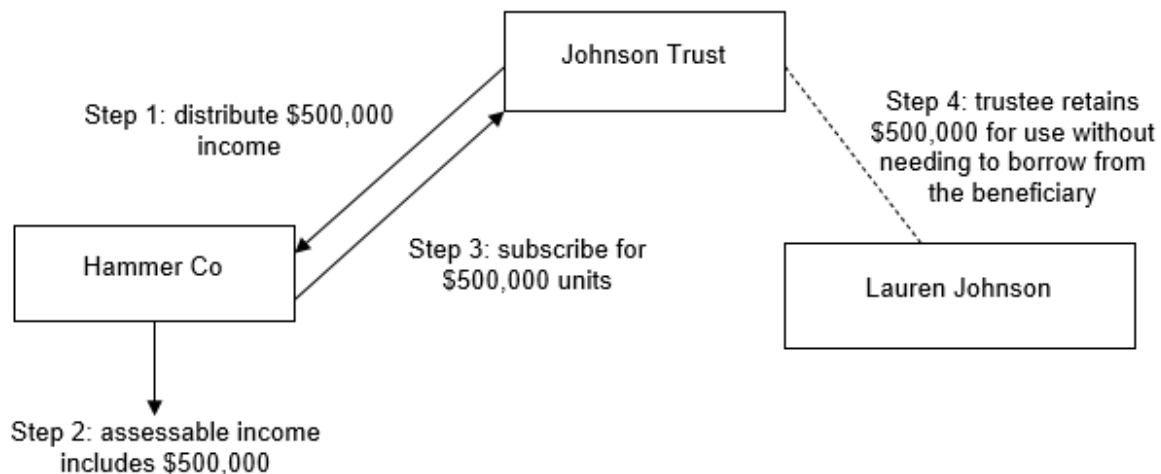 Johnson Trust
Step 1: distribute $500,000
income
Step 4: trustee retains
$500,000 for use without
needing to borrow from
the beneficiary
Hammer Co
Step 3: subscribe for
$500,000 units
Lauren Johnson
Step 2: assessable income
includes $500,000